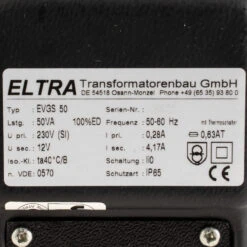 ELTRA Transformatorenbau GmbH
DE 54518 Osann-Monzel Phone +49 (65 35) 93 80 0
Typ : EVGS 50 Serien-Nr. :
Lstg. : 50VA 100%ED Frequenz : 50-60 Hz mit Thermoschalter
U pri. : 230V (SI) I pri. : 0,28A 0,63AT
U sec. : 12V I sec. : 4,17A
Iso.-Kl.: ta40°C/B Schaltung : II0
n. VDE : 0570 Schutzart : IP65